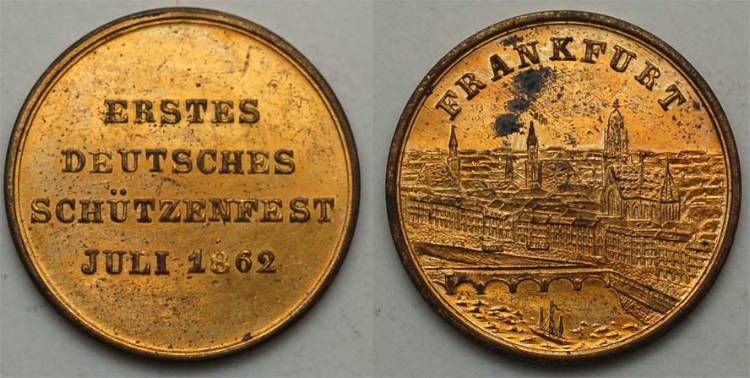 ERSTES
DEUTSCHES
SCHÜTZENFEST
JULI 1862
FRANKFURT